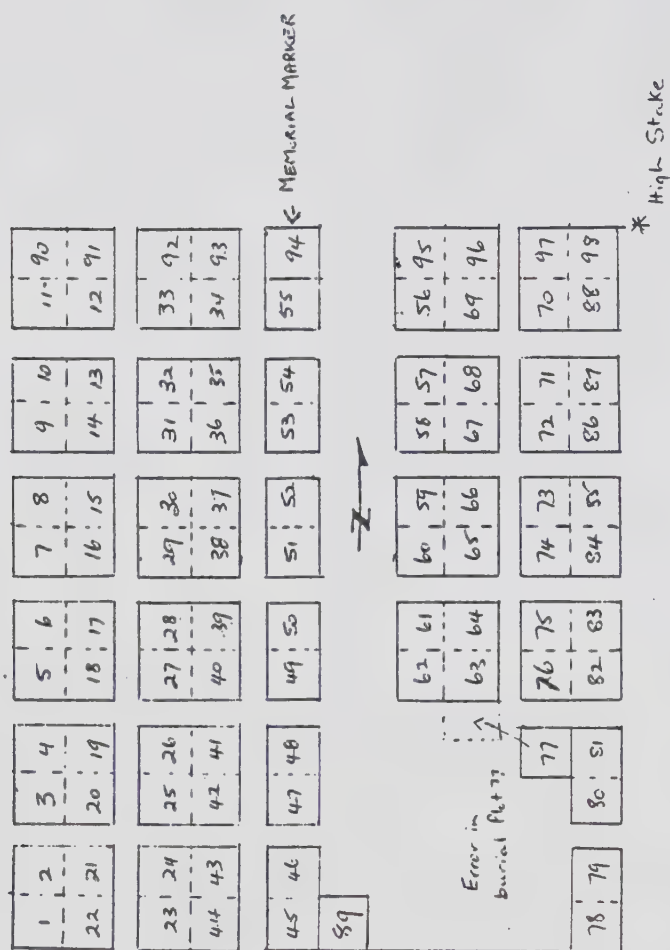 1 2 3 4 5 6 7 8 9 10 11 90
22 21 20 19 18 17 16 15 14 13 12 91
23 24 25 26 27 28 29 30 31 32 33 92
44 43 42 41 40 39 38 37 36 35 34 93
45 46 47 48 49 50 51 52 53 54 55 94 ← MEMORIAL MARKER
89
N
62 61 60 59 58 57 56 95
63 64 65 66 67 68 69 96
Error in
burial Plot 77
77 76 75 74 73 72 71 70 97
78 79 80 81 82 83 84 85 86 87 88 98
*
High Stake